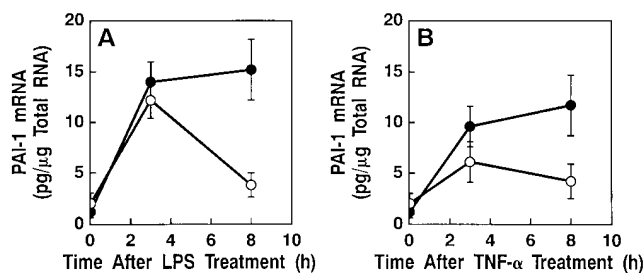 A
PAI-1 mRNA
(pg/µg Total RNA)
20
15
10
5
0
0 2 4 6 8 10
Time After LPS Treatment (h)
B
PAI-1 mRNA
(pg/µg Total RNA)
20
15
10
5
0
0 2 4 6 8 10
Time After TNF-α Treatment (h)